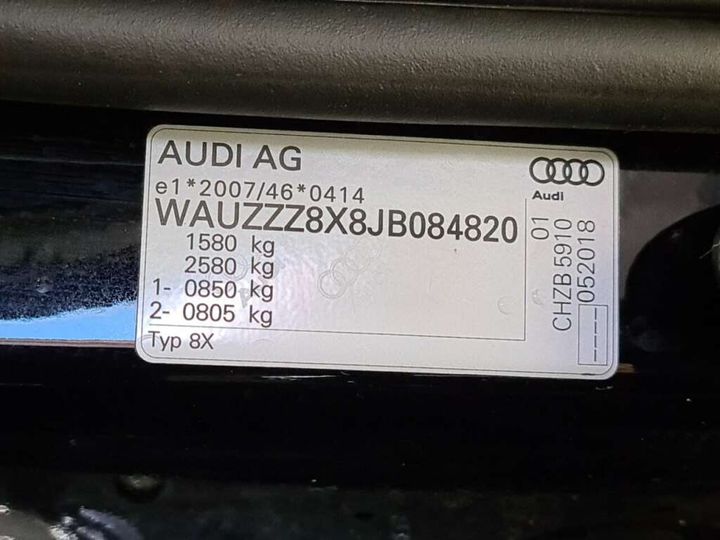 AUDI AG
e1*2007/46*0414
WAUZZZ8X8JB084820
1580 kg
2580 kg
1- 0850 kg
2- 0805 kg
Typ 8X
Audi
01
CHZB 5910
052018
-----